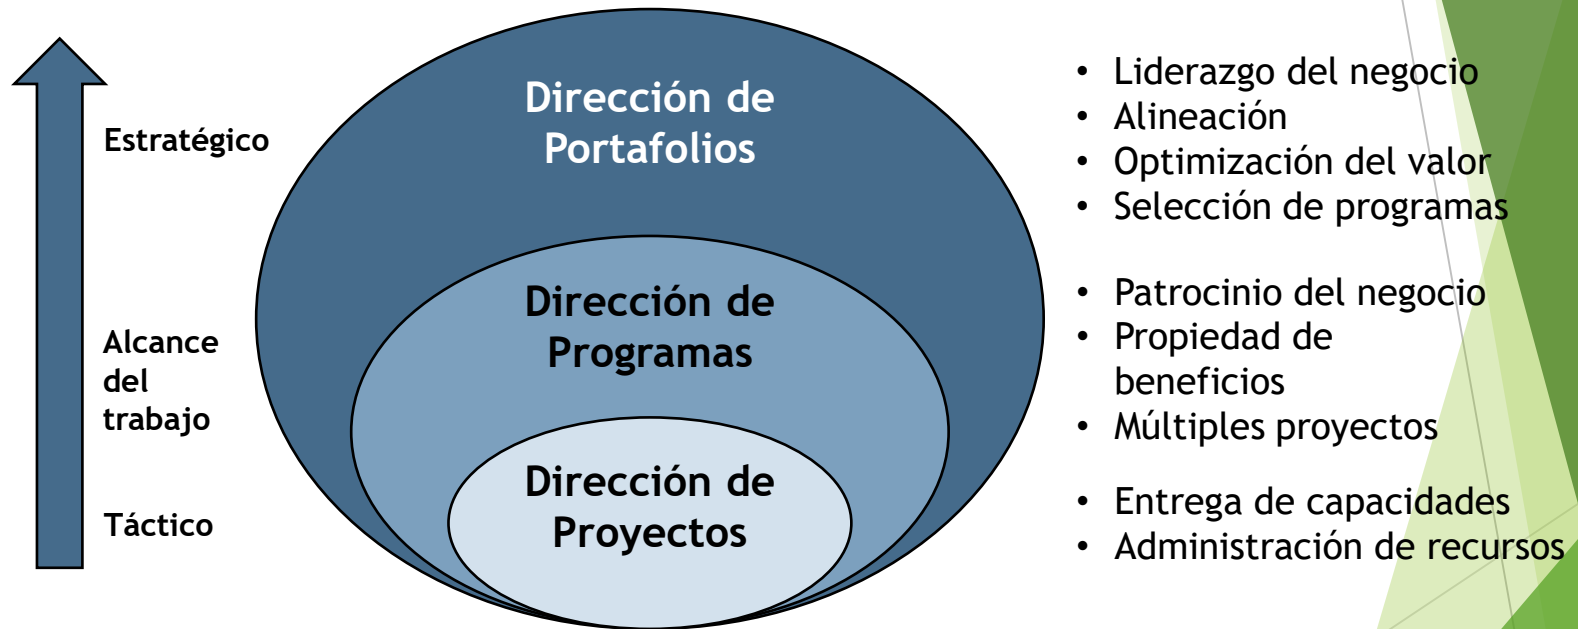 Estratégico
Alcance
del
trabajo
Táctico
Dirección de
Portafolios
Dirección de
Programas
Dirección de
Proyectos
• Liderazgo del negocio
• Alineación
• Optimización del valor
• Selección de programas
• Patrocinio del negocio
• Propiedad de
beneficios
• Múltiples proyectos
• Entrega de capacidades
• Administración de recursos